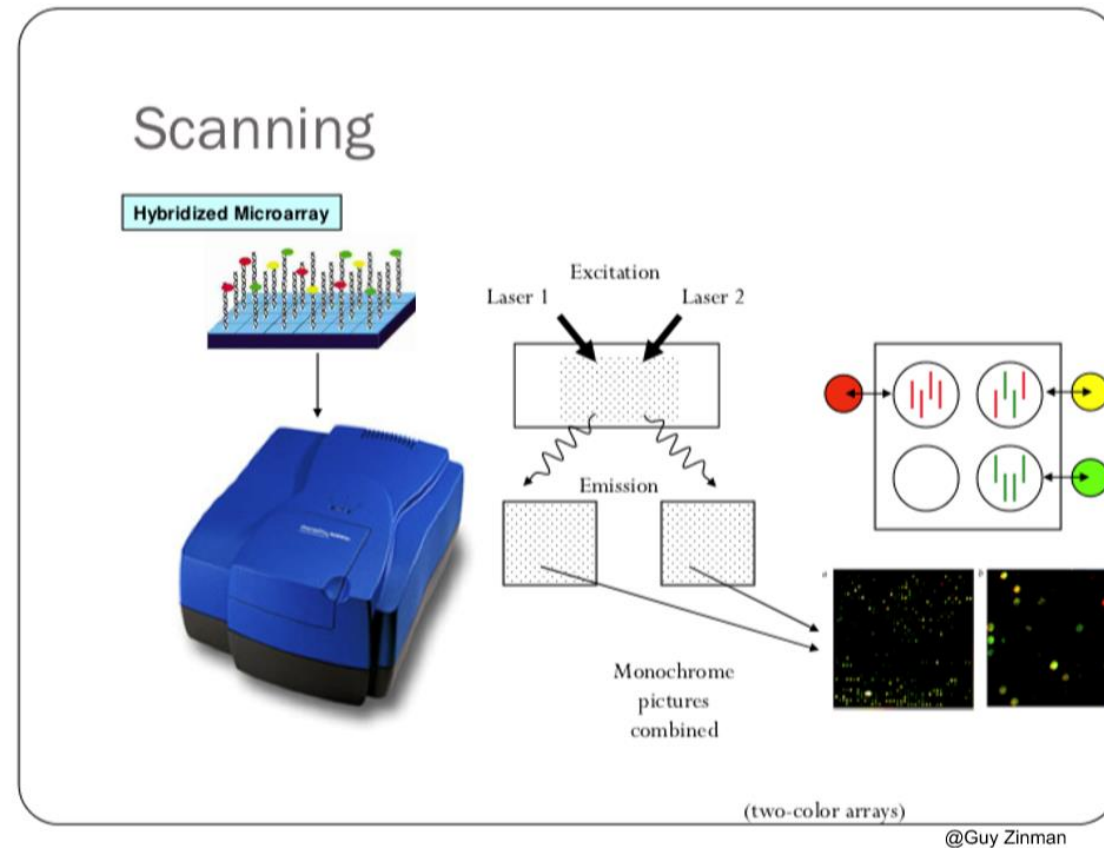 Scanning
Hybridized Microarray
Excitation
Laser 1
Laser 2
Emission
Monochrome
pictures
combined
a
b
(two-color arrays)
@Guy Zinman